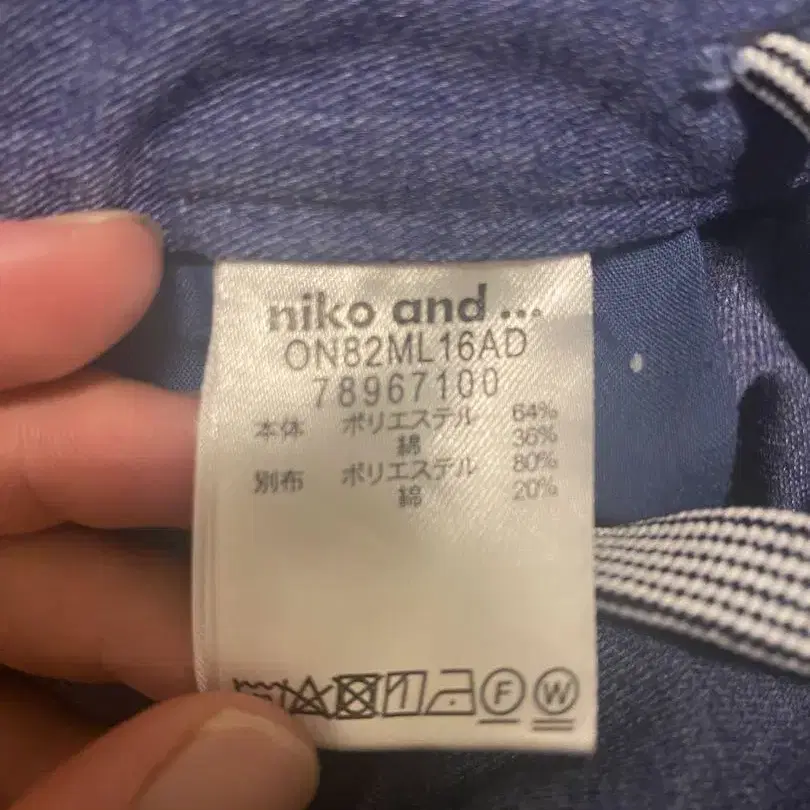 niko and ...
ON82ML16AD
78967100
本体 ポリエステル 64%
綿 36%
別布 ポリエステル 80%
綿 20%
F W